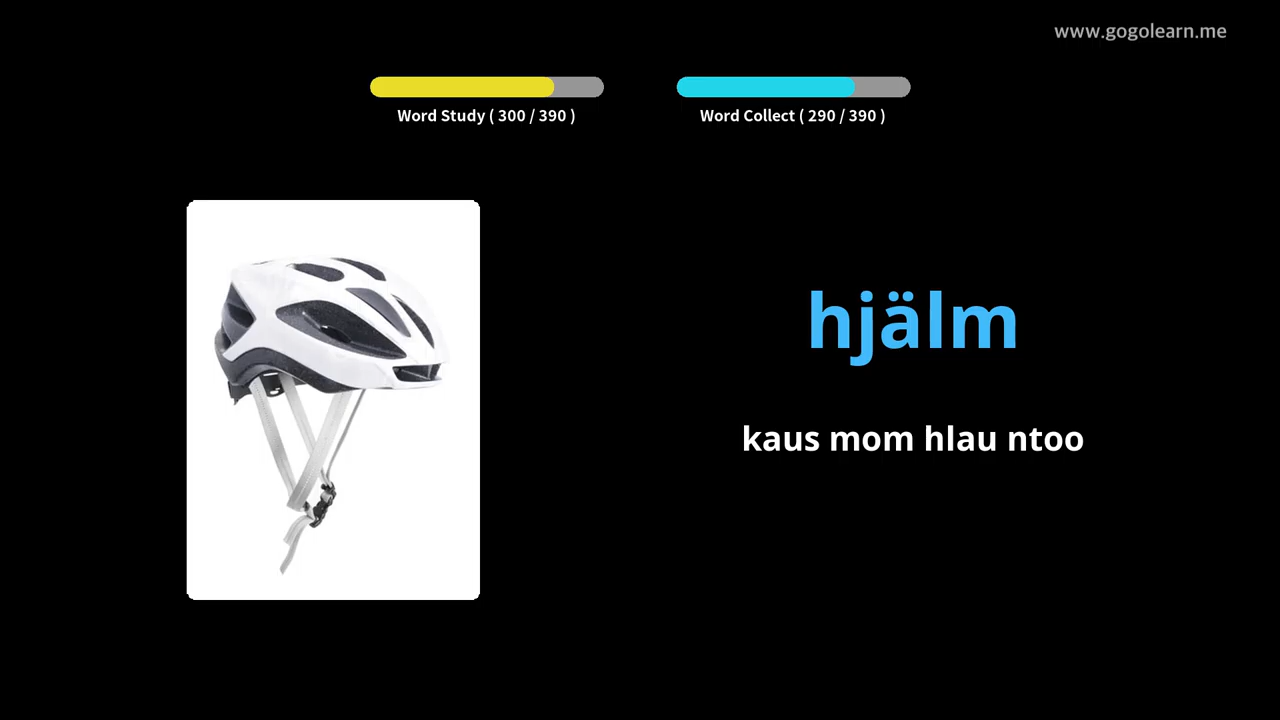 www.gogolearn.me
Word Study ( 300 / 390 )
Word Collect ( 290 / 390 )
hjälm
kaus mom hlau ntoo